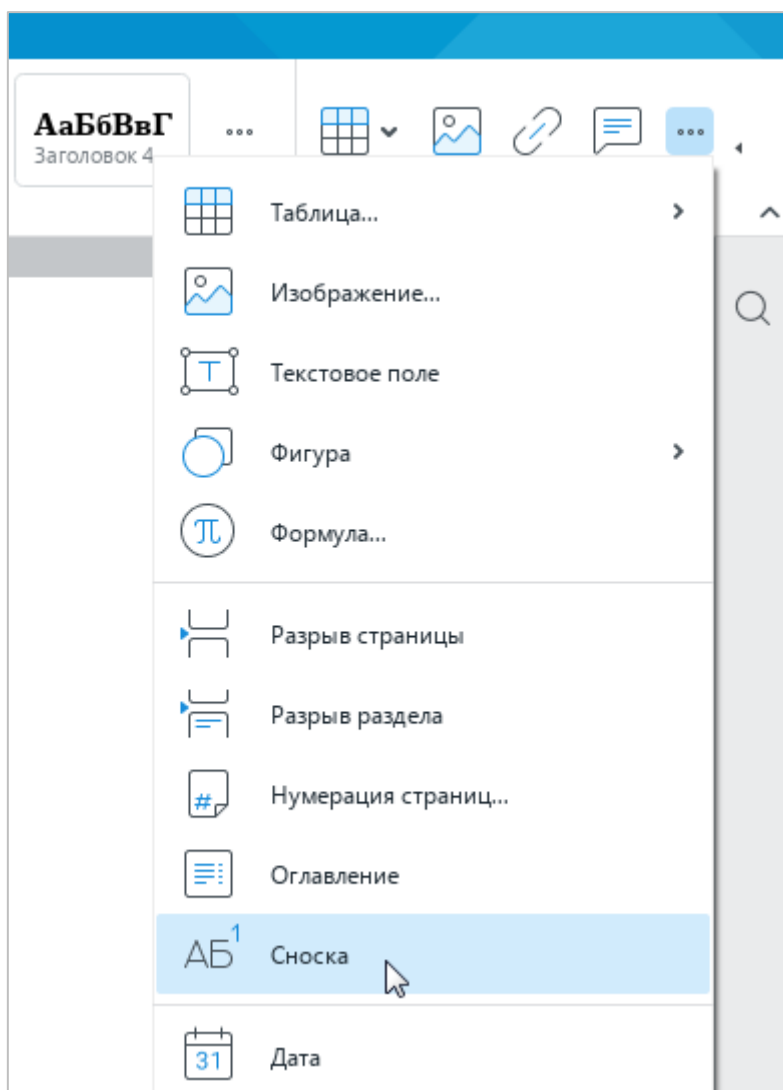 АаБбВвГ
Заголовок 4
Таблица...
Изображение...
Т
Текстовое поле
Фигура
π
Формула...
Разрыв страницы
Разрыв раздела
#
Нумерация страниц...
Оглавление
АБ1
Сноска
31
Дата